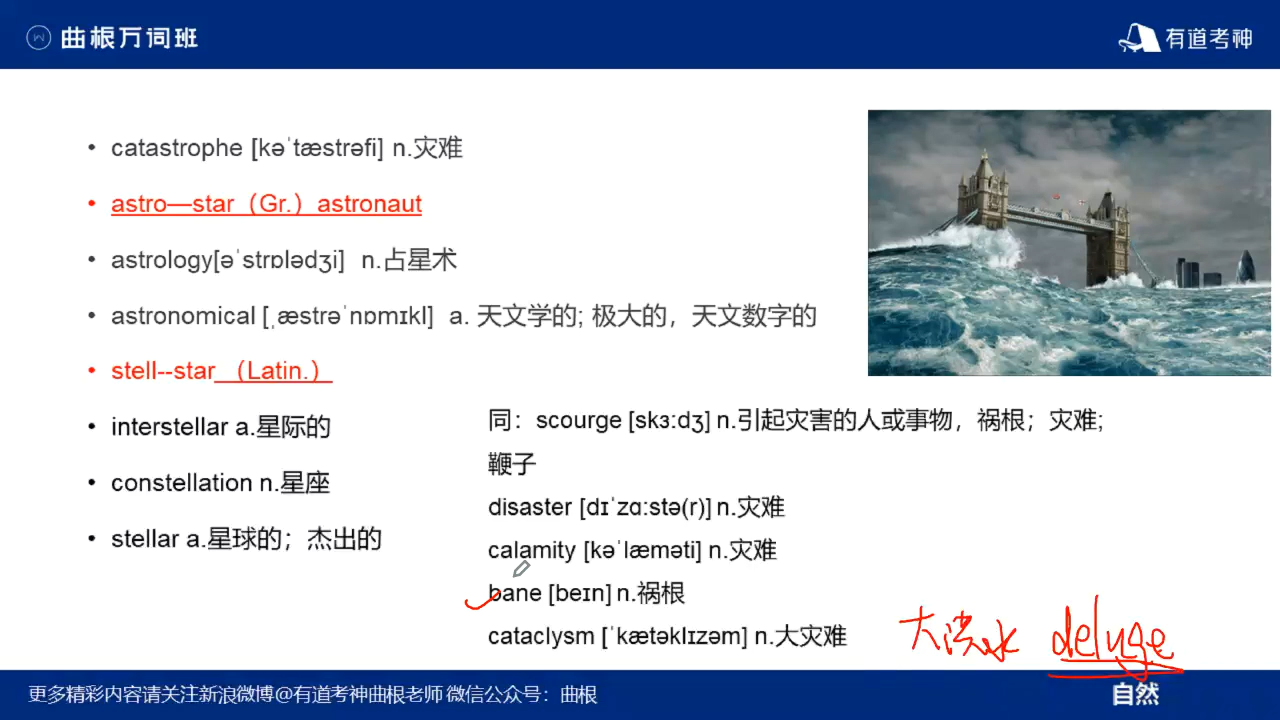 曲根万词班
有道考神
• catastrophe [kəˈtæstrəfi] n.灾难
• astro—star（Gr.）astronaut
• astrology[əˈstrɒlədʒi]  n.占星术
• astronomical [ˌæstrəˈnɒmɪkl]  a. 天文学的; 极大的，天文数字的
• stell--star （Latin.）
• interstellar a.星际的
• constellation n.星座
• stellar a.星球的；杰出的
同：scourge [skɜːdʒ] n.引起灾害的人或事物，祸根；灾难;
鞭子
disaster [dɪˈzɑːstə(r)] n.灾难
calamity [kəˈlæməti] n.灾难
bane [beɪn] n.祸根
cataclysm [ˈkætəklɪzəm] n.大灾难
大洪水 deluge
更多精彩内容请关注新浪微博@有道考神曲根老师 微信公众号：曲根
自然